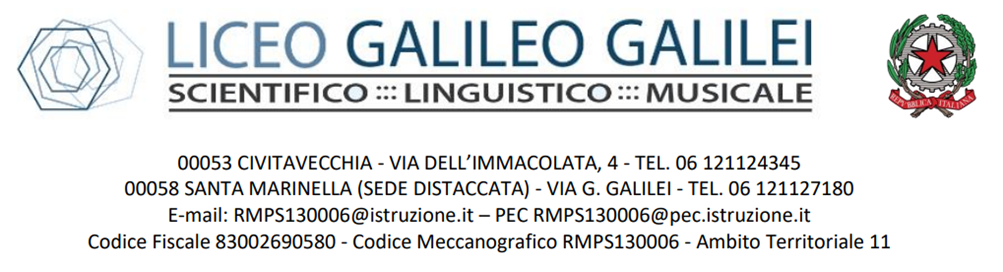 LICEO GALILEO GALILEI
SCIENTIFICO ::: LINGUISTICO ::: MUSICALE
REPVBBLICA ITALIANA
00053 CIVITAVECCHIA - VIA DELL’IMMACOLATA, 4 - TEL. 06 121124345
00058 SANTA MARINELLA (SEDE DISTACCATA) - VIA G. GALILEI - TEL. 06 121127180
E-mail: RMPS130006@istruzione.it – PEC RMPS130006@pec.istruzione.it
Codice Fiscale 83002690580 - Codice Meccanografico RMPS130006 - Ambito Territoriale 11